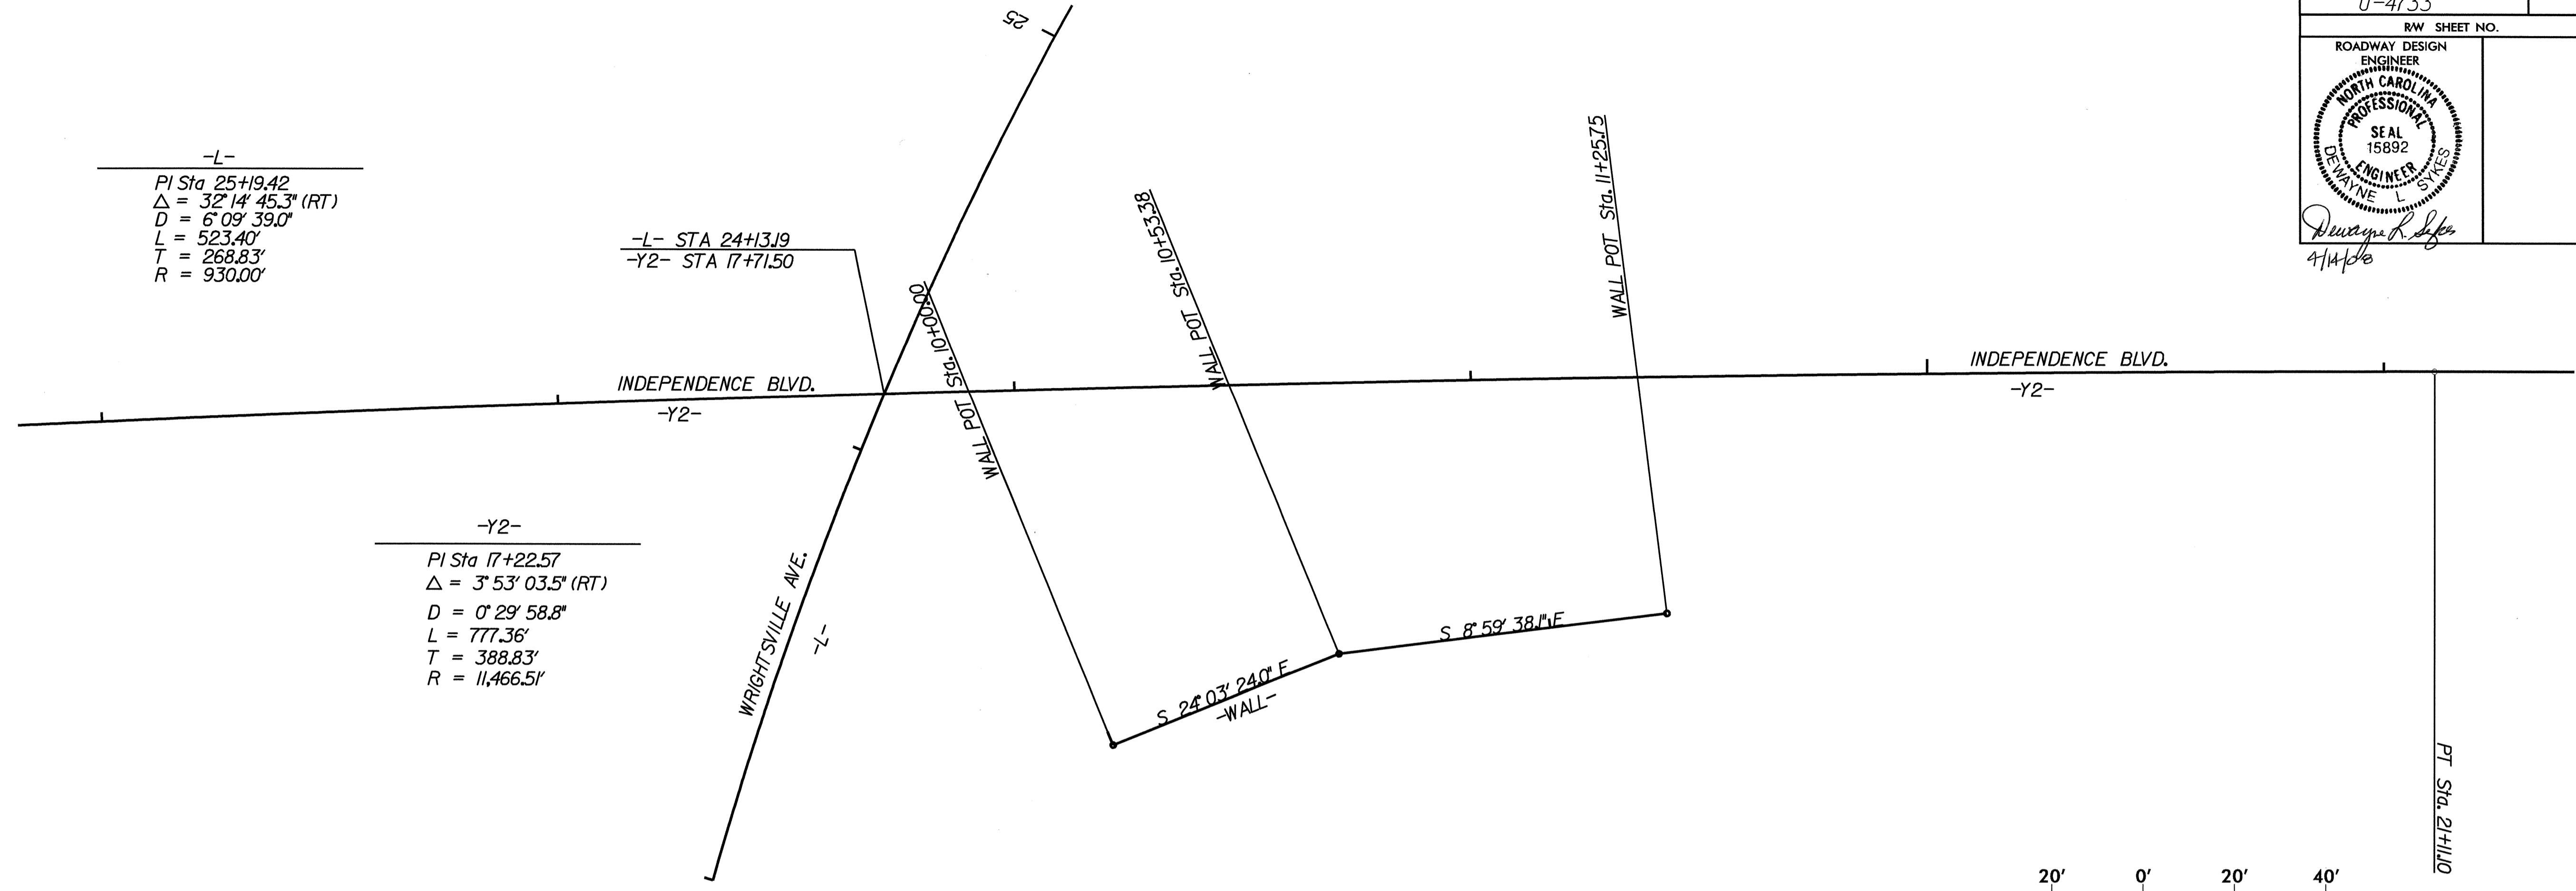 U-4733
R/W SHEET NO.
ROADWAY DESIGN
ENGINEER
NORTH CAROLINA
PROFESSIONAL
SEAL
15892
ENGINEER
DEWAYNE L SYKES
Dewayne L. Sykes
4/14/08
25
-L-
PI Sta 25+19.42
Δ = 32° 14' 45.3" (RT)
D = 6° 09' 39.0"
L = 523.40'
T = 268.83'
R = 930.00'
-L- STA 24+13.19
-Y2- STA 17+71.50
WALL POT Sta. 10+00.00
WALL POT Sta. 10+53.38
WALL POT Sta. 11+25.75
INDEPENDENCE BLVD.
-Y2-
INDEPENDENCE BLVD.
-Y2-
-Y2-
PI Sta 17+22.57
Δ = 3° 53' 03.5" (RT)
D = 0° 29' 58.8"
L = 777.36'
T = 388.83'
R = 11,466.51'
WRIGHTSVILLE AVE.
-L-
S 24° 03' 24.0" E
-WALL-
S 8° 59' 38.1" E
PT Sta. 21+11.10
20' 0' 20' 40'